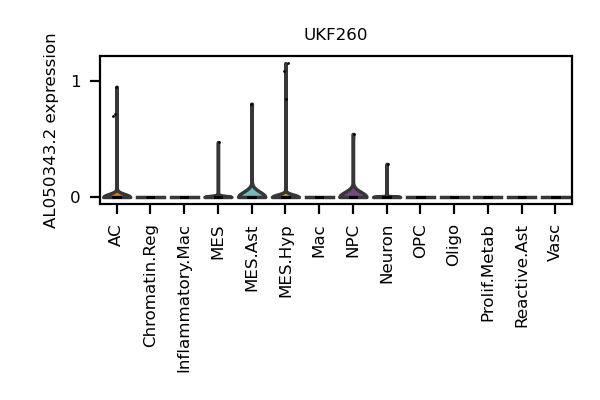 UKF260
AL050343.2 expression
1
0
AC
Chromatin.Reg
Inflammatory.Mac
MES
MES.Ast
MES.Hyp
Mac
NPC
Neuron
OPC
Oligo
Prolif.Metab
Reactive.Ast
Vasc